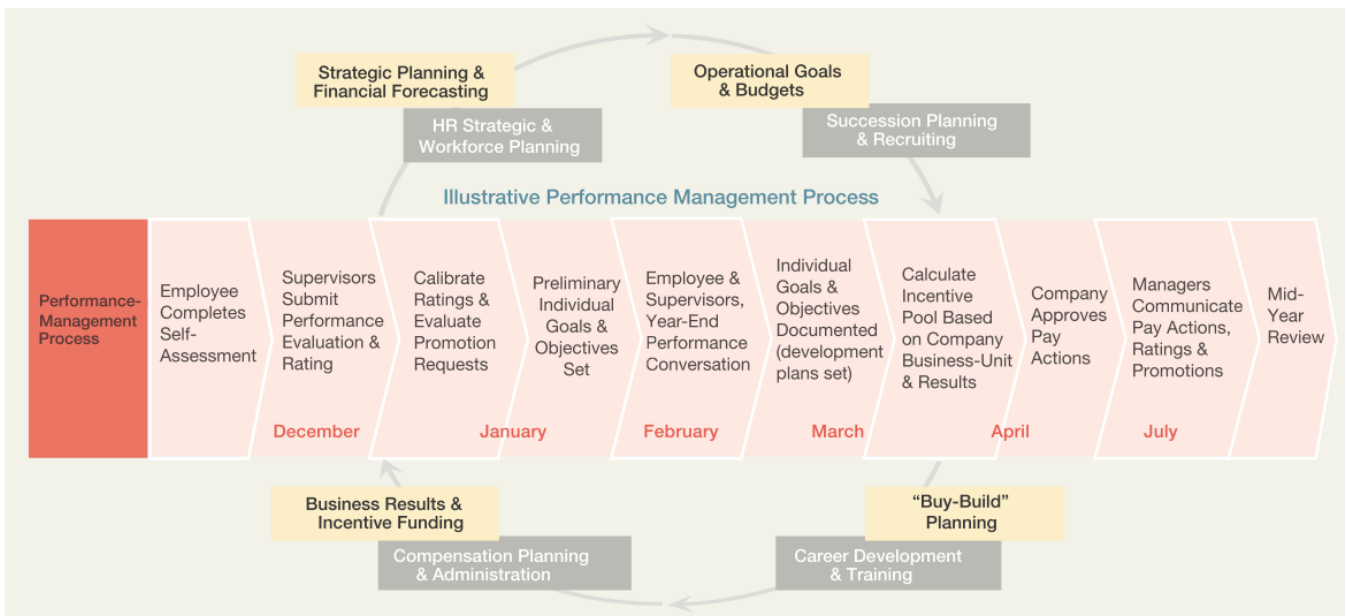 Strategic Planning &
Financial Forecasting
HR Strategic &
Workforce Planning
Operational Goals
& Budgets
Succession Planning
& Recruiting
Illustrative Performance Management Process
Performance-
Management
Process
Employee
Completes
Self-
Assessment
Supervisors
Submit
Performance
Evaluation &
Rating
Calibrate
Ratings &
Evaluate
Promotion
Requests
Preliminary
Individual
Goals &
Objectives
Set
Employee &
Supervisors,
Year-End
Performance
Conversation
Individual
Goals &
Objectives
Documented
(development
plans set)
Calculate
Incentive
Pool Based
on Company
Business-Unit
& Results
Company
Approves
Pay
Actions
Managers
Communicate
Pay Actions,
Ratings &
Promotions
Mid-
Year
Review
December
January
February
March
April
July
Business Results &
Incentive Funding
Compensation Planning
& Administration
“Buy-Build”
Planning
Career Development
& Training